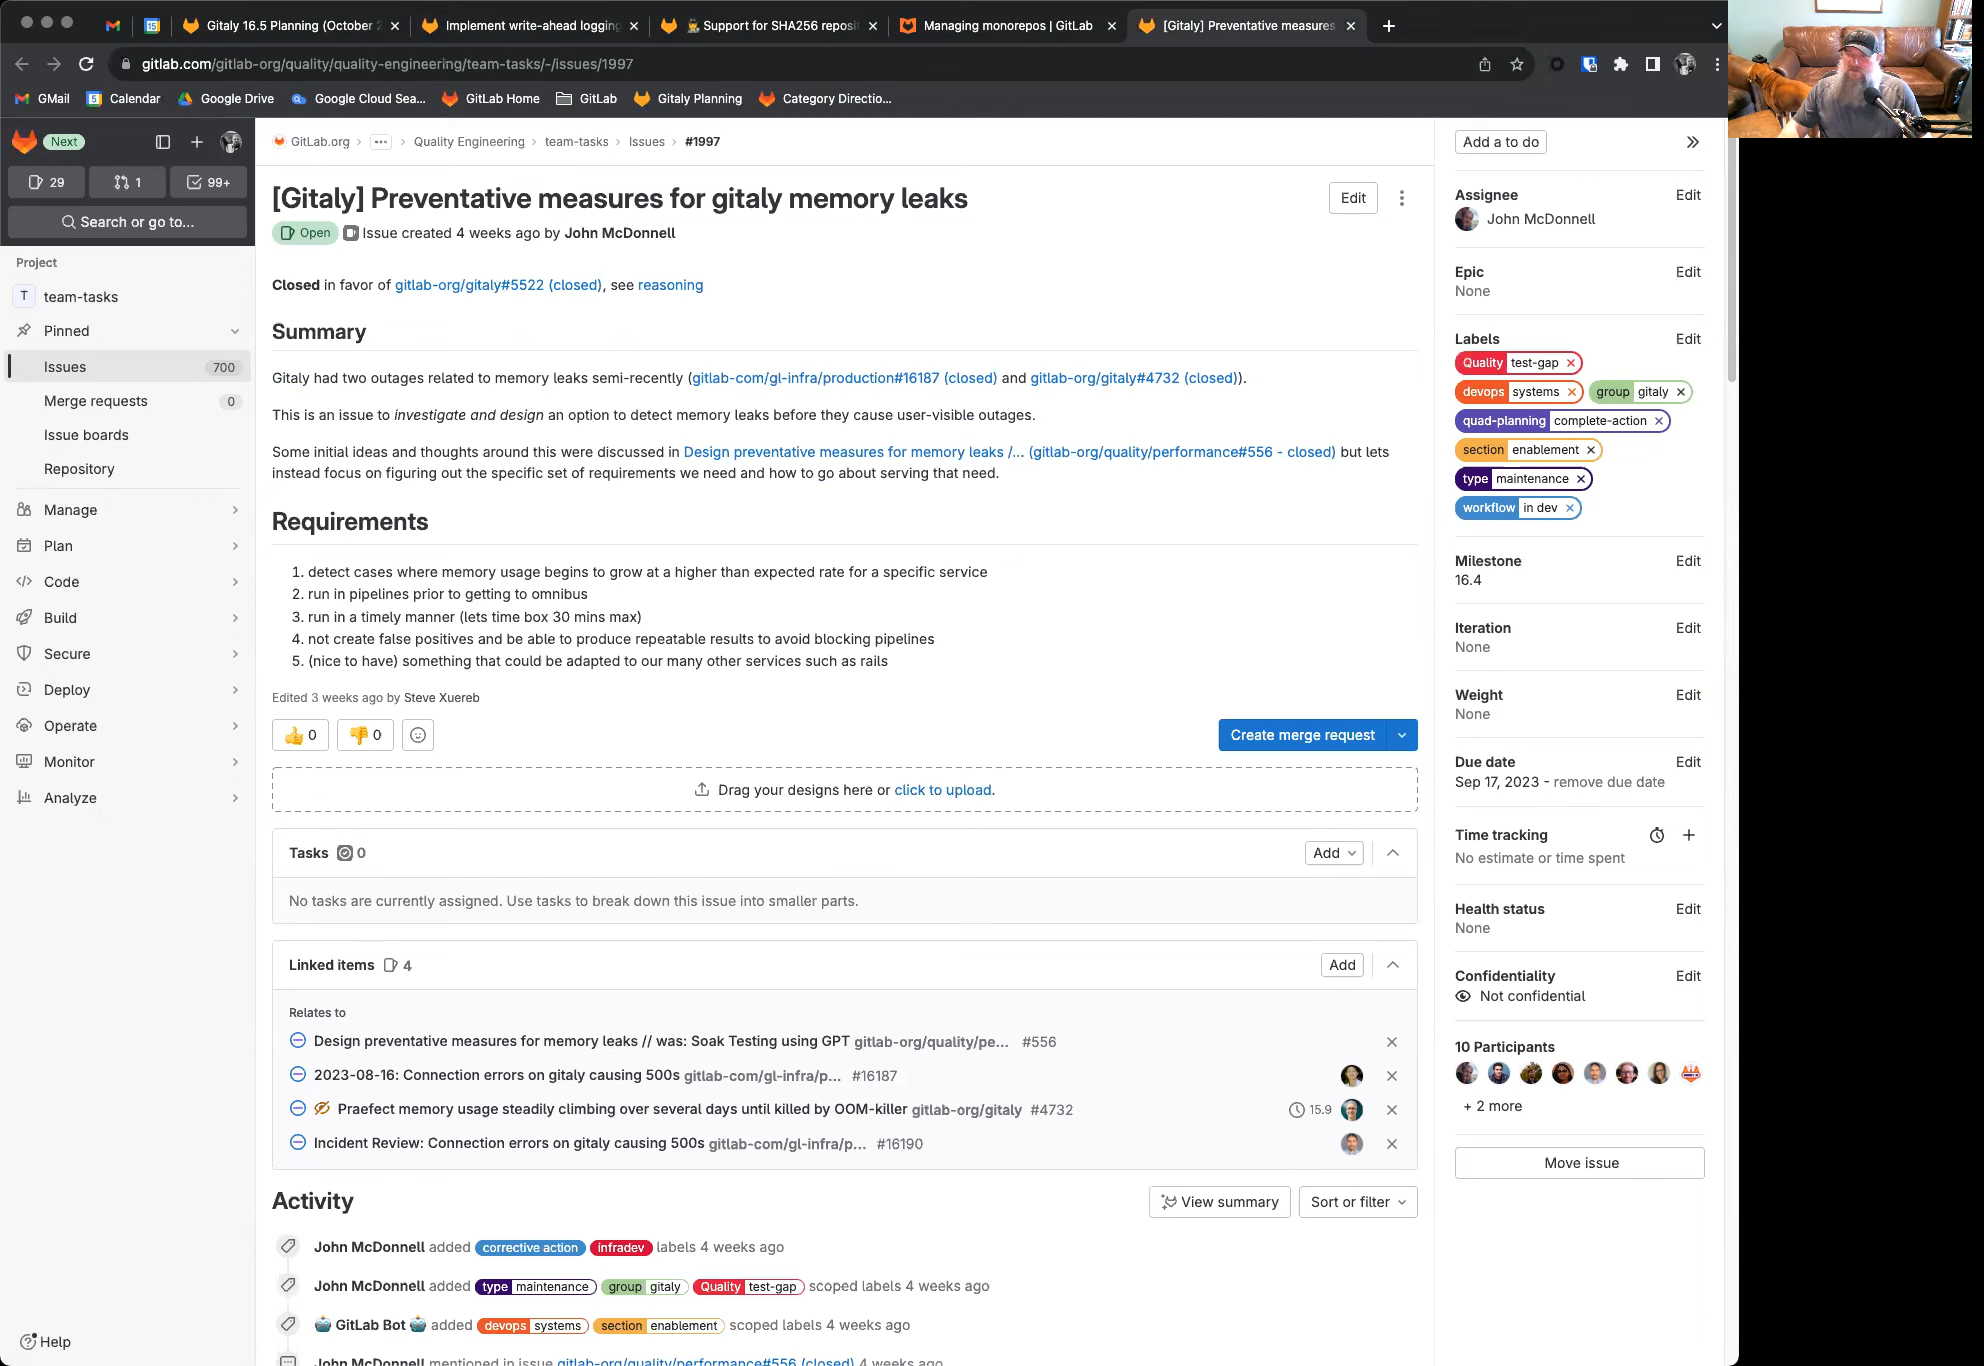 Gitaly 16.5 Planning (October 2
Implement write-ahead logging
Support for SHA256 reposit
Managing monorepos | GitLab
[Gitaly] Preventative measures
gitlab.com/gitlab-org/quality/quality-engineering/team-tasks/-/issues/1997
GMail
Calendar
Google Drive
Google Cloud Sea...
GitLab Home
GitLab
Gitaly Planning
Category Directio...
Next
29
1
99+
Search or go to...
Project
T team-tasks
Pinned
Issues 700
Merge requests 0
Issue boards
Repository
Manage
Plan
Code
Build
Secure
Deploy
Operate
Monitor
Analyze
Help
GitLab.org > ... > Quality Engineering > team-tasks > Issues > #1997
[Gitaly] Preventative measures for gitaly memory leaks
Edit
Open Issue created 4 weeks ago by John McDonnell
Closed in favor of gitlab-org/gitaly#5522 (closed), see reasoning
Summary
Gitaly had two outages related to memory leaks semi-recently (gitlab-com/gl-infra/production#16187 (closed) and gitlab-org/gitaly#4732 (closed)).
This is an issue to investigate and design an option to detect memory leaks before they cause user-visible outages.
Some initial ideas and thoughts around this were discussed in Design preventative measures for memory leaks /... (gitlab-org/quality/performance#556 - closed) but lets
instead focus on figuring out the specific set of requirements we need and how to go about serving that need.
Requirements
1. detect cases where memory usage begins to grow at a higher than expected rate for a specific service
2. run in pipelines prior to getting to omnibus
3. run in a timely manner (lets time box 30 mins max)
4. not create false positives and be able to produce repeatable results to avoid blocking pipelines
5. (nice to have) something that could be adapted to our many other services such as rails
Edited 3 weeks ago by Steve Xuereb
0
0
Create merge request
Drag your designs here or click to upload.
Tasks 0
Add
No tasks are currently assigned. Use tasks to break down this issue into smaller parts.
Linked items 4
Add
Relates to
Design preventative measures for memory leaks // was: Soak Testing using GPT gitlab-org/quality/pe... #556
2023-08-16: Connection errors on gitaly causing 500s gitlab-com/gl-infra/p... #16187
Praefect memory usage steadily climbing over several days until killed by OOM-killer gitlab-org/gitaly #4732 15.9
Incident Review: Connection errors on gitaly causing 500s gitlab-com/gl-infra/p... #16190
Activity
View summary
Sort or filter
John McDonnell added corrective action infradev labels 4 weeks ago
John McDonnell added type maintenance group gitaly Quality test-gap scoped labels 4 weeks ago
GitLab Bot added devops systems section enablement scoped labels 4 weeks ago
John McDonnell mentioned in issue gitlab-org/quality/performance#556 (closed) 4 weeks ago
Add a to do
Assignee Edit
John McDonnell
Epic Edit
None
Labels Edit
Quality test-gap
devops systems group gitaly
quad-planning complete-action
section enablement
type maintenance
workflow in dev
Milestone Edit
16.4
Iteration Edit
None
Weight Edit
None
Due date Edit
Sep 17, 2023 - remove due date
Time tracking
No estimate or time spent
Health status Edit
None
Confidentiality Edit
Not confidential
10 Participants
+ 2 more
Move issue